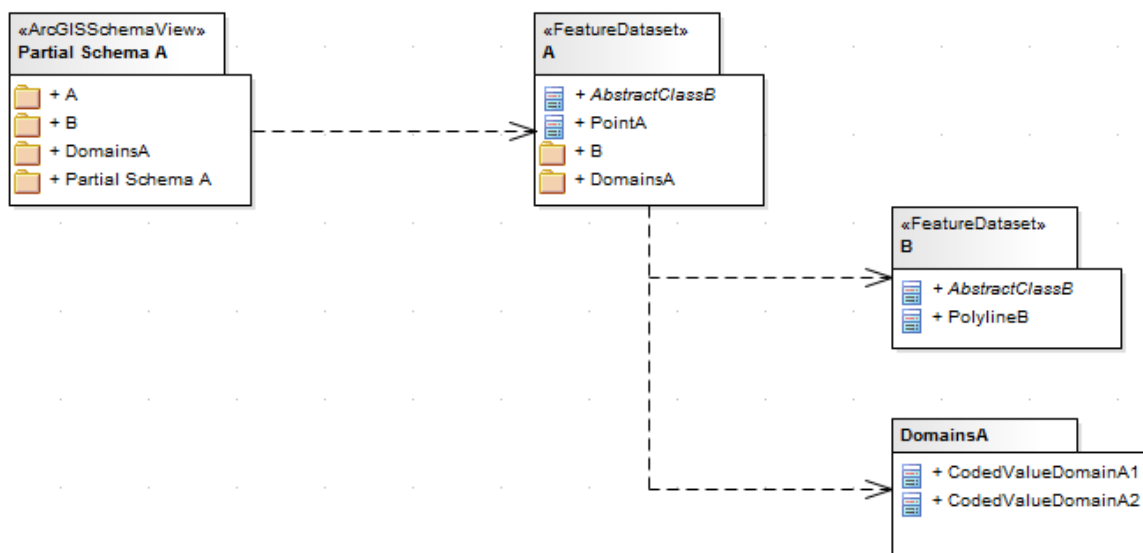 «ArcGISSchemaView»
Partial Schema A
+ A
+ B
+ DomainsA
+ Partial Schema A
«FeatureDataset»
A
+ AbstractClassB
+ PointA
+ B
+ DomainsA
«FeatureDataset»
B
+ AbstractClassB
+ PolylineB
DomainsA
+ CodedValueDomainA1
+ CodedValueDomainA2